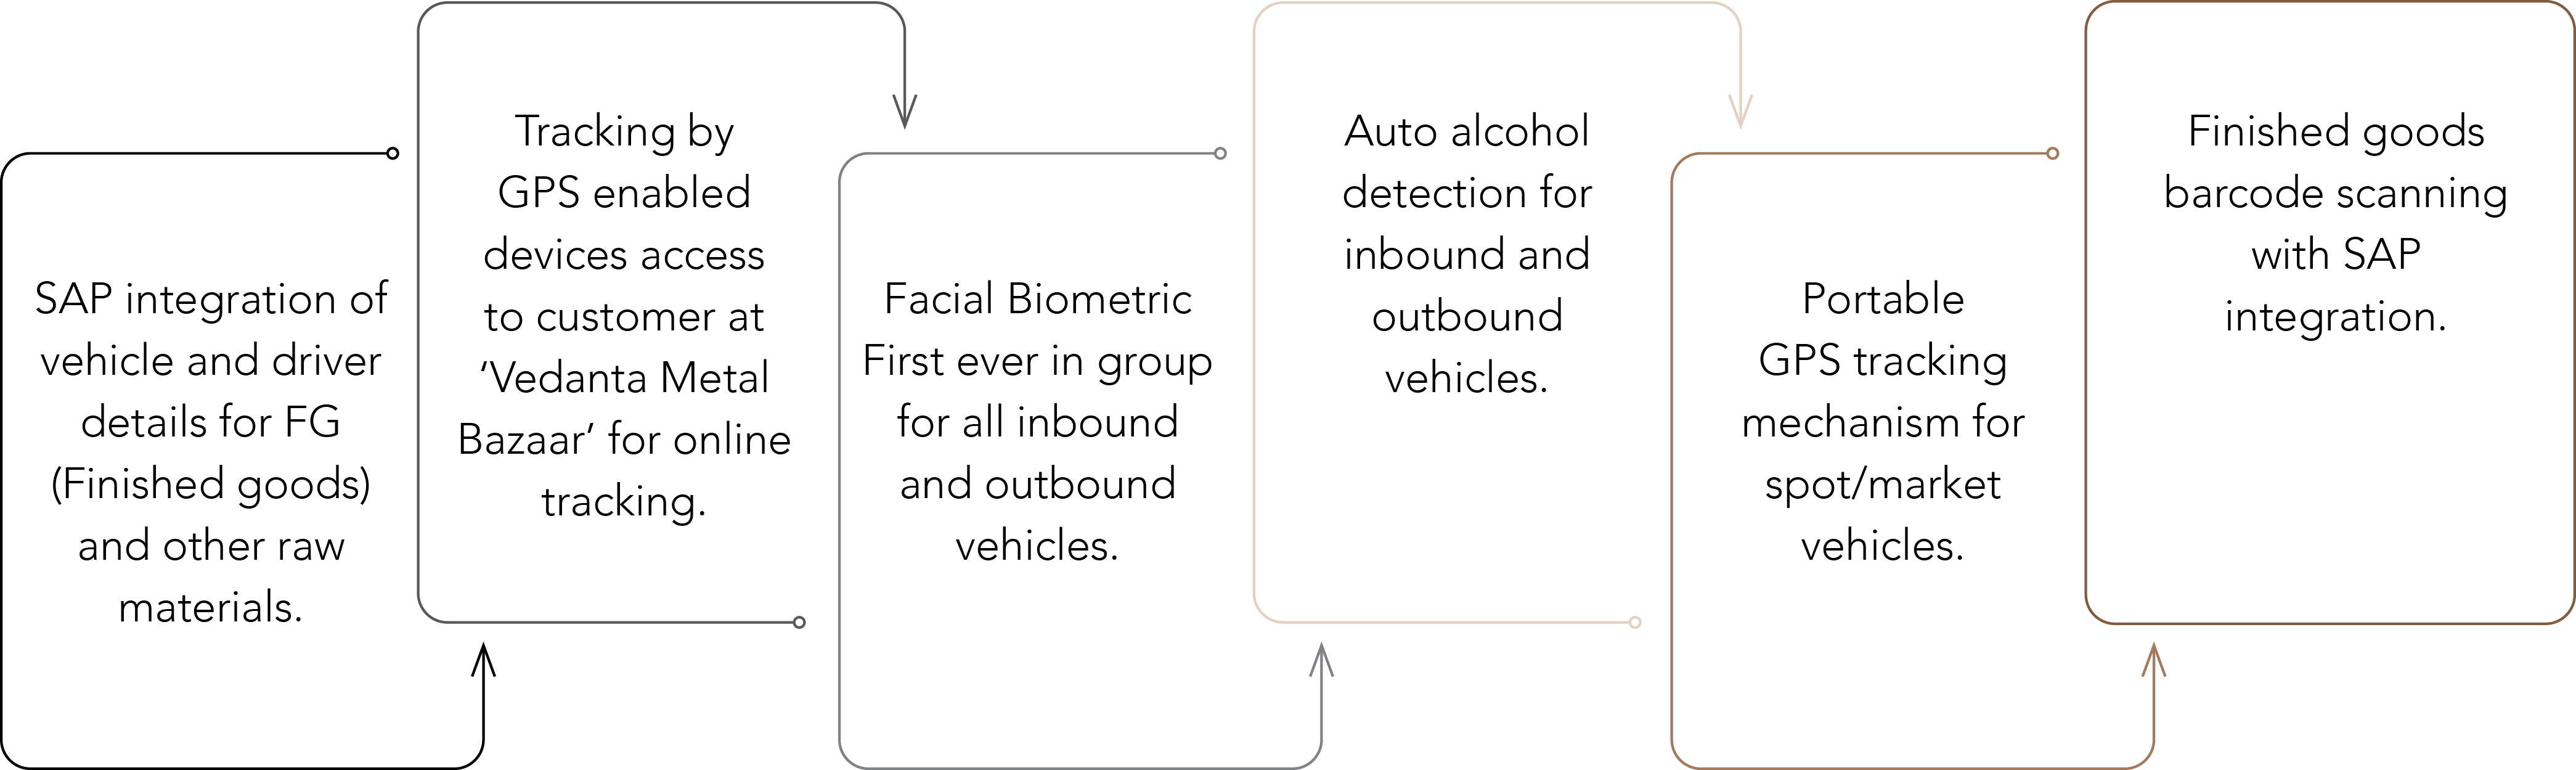 SAP integration of
vehicle and driver
details for FG
(Finished goods)
and other raw
materials.
Tracking by
GPS enabled
devices access
to customer at
‘Vedanta Metal
Bazaar’ for online
tracking.
Facial Biometric
First ever in group
for all inbound
and outbound
vehicles.
Auto alcohol
detection for
inbound and
outbound
vehicles.
Portable
GPS tracking
mechanism for
spot/market
vehicles.
Finished goods
barcode scanning
with SAP
integration.